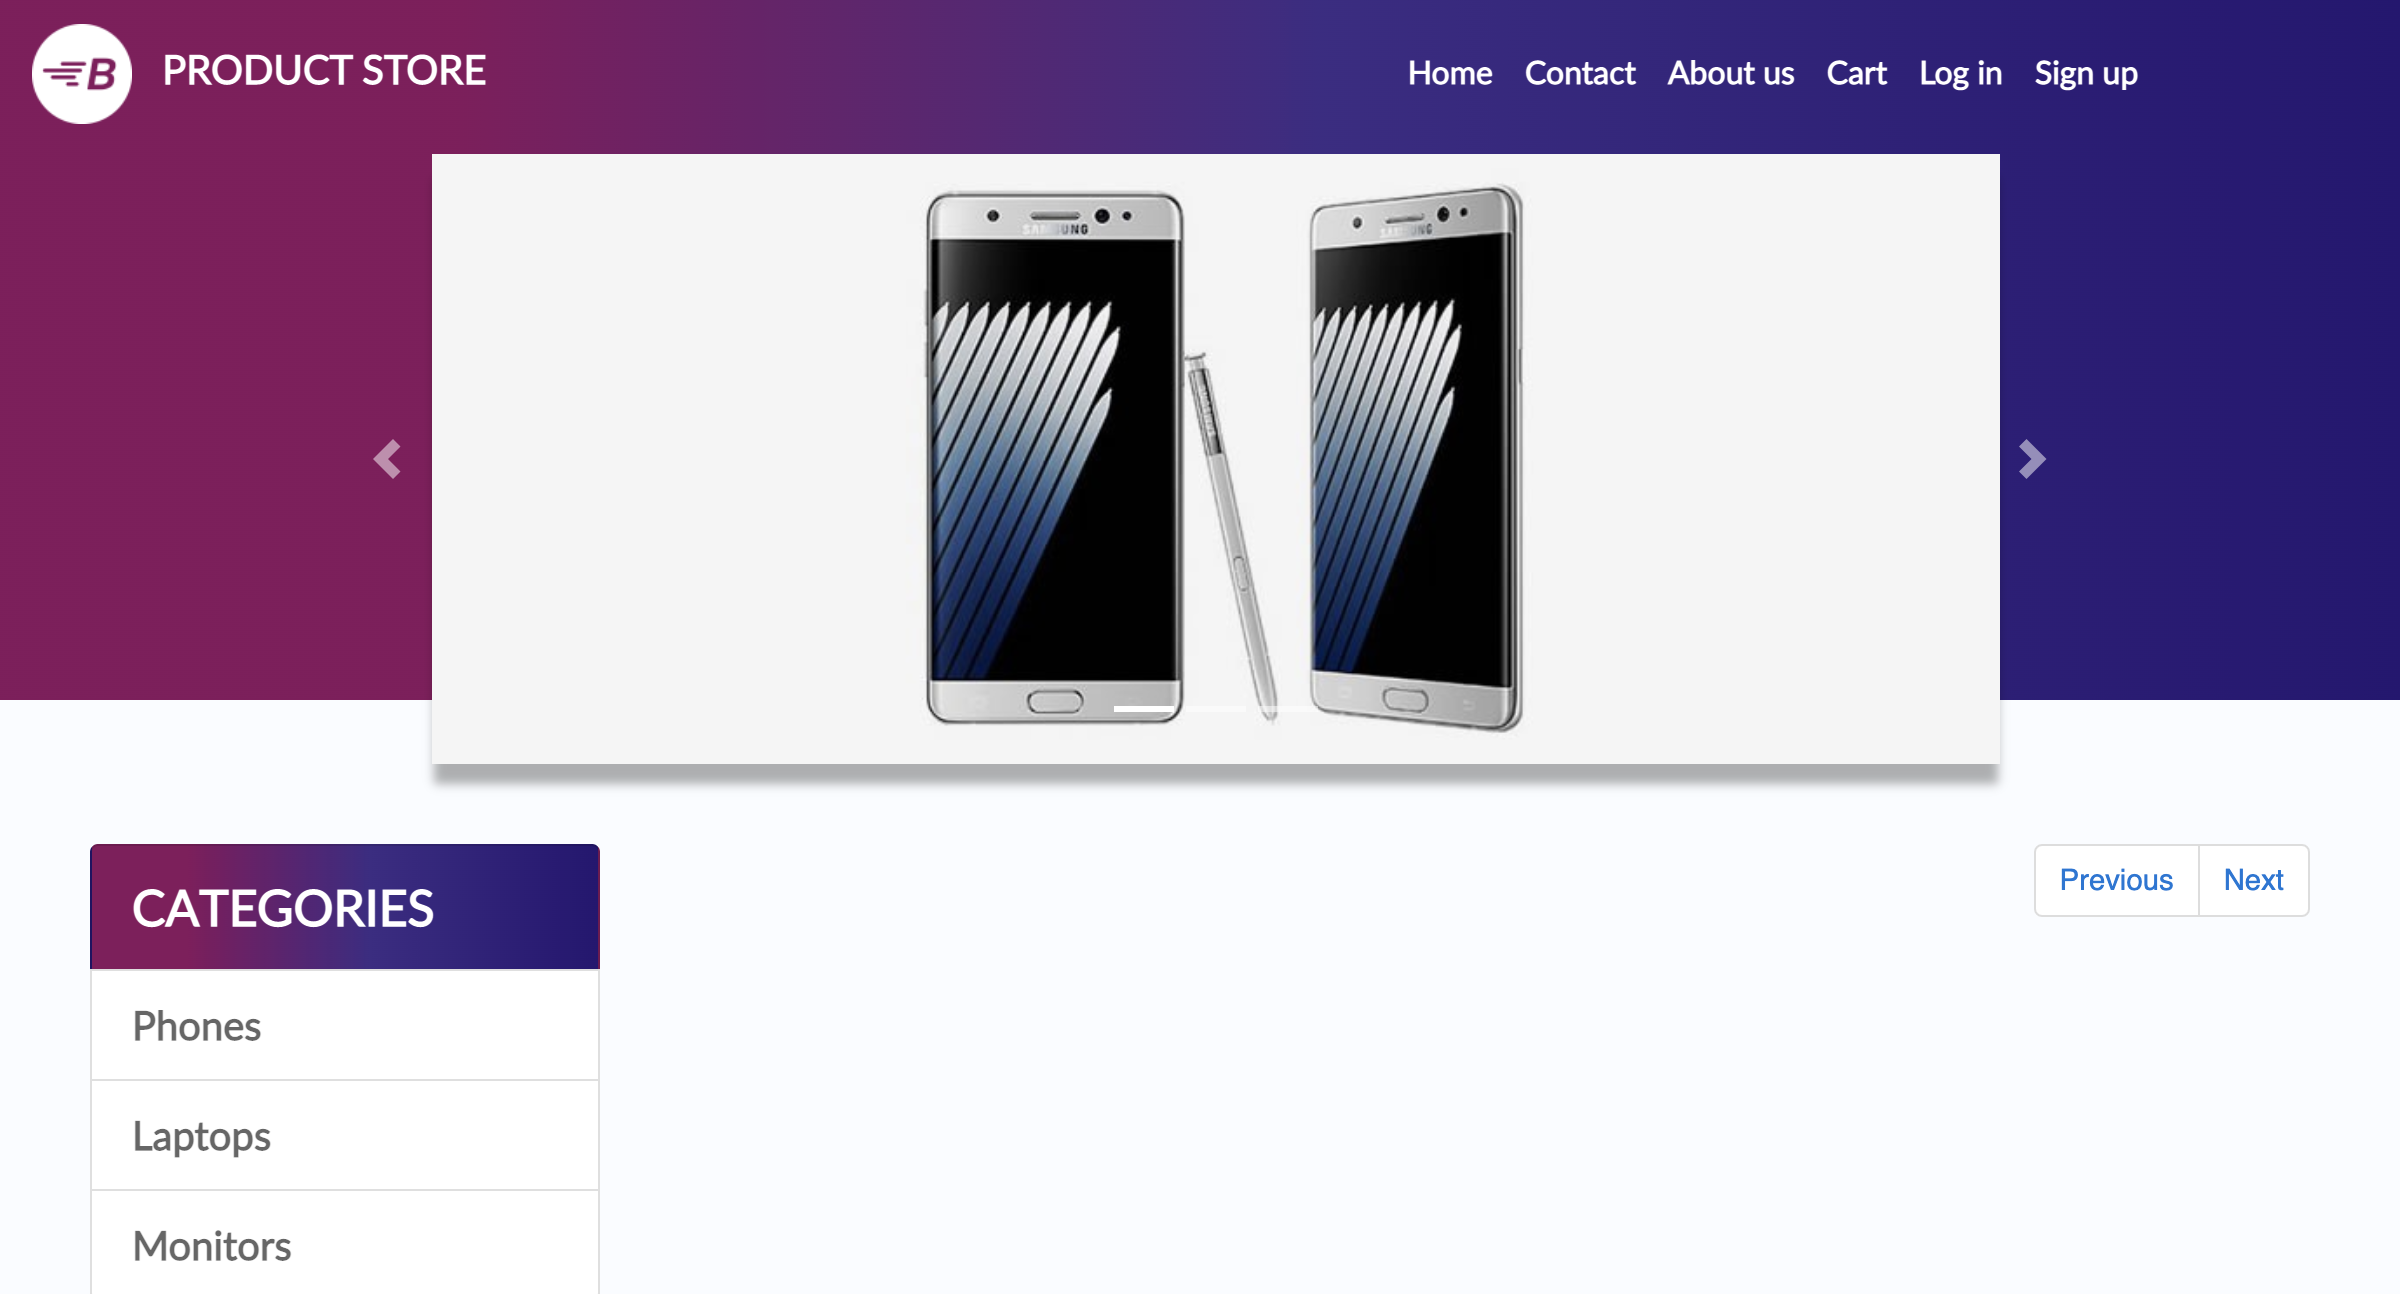 B PRODUCT STORE Home Contact About us Cart Log in Sign up
SAMSUNG SAMSUNG
CATEGORIES
Previous Next
Phones
Laptops
Monitors